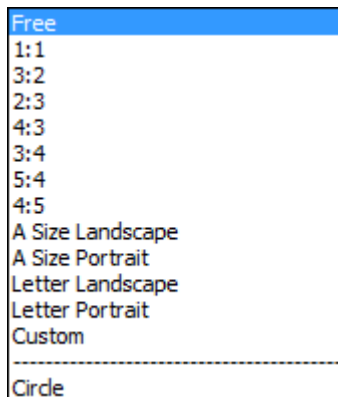 Free
1:1
3:2
2:3
4:3
3:4
5:4
4:5
A Size Landscape
A Size Portrait
Letter Landscape
Letter Portrait
Custom
----------------------------------------
Circle